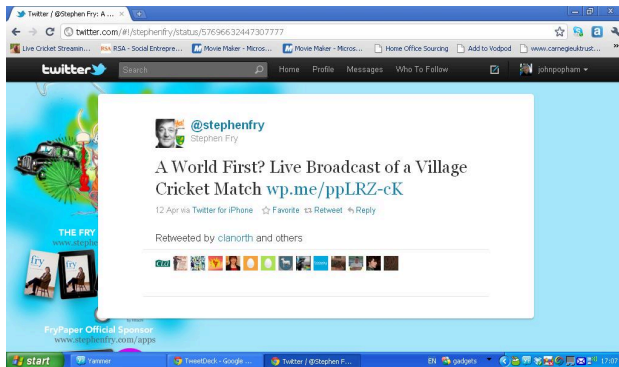 Twitter / @Stephen Fry: A ...
twitter.com/#!/stephenfry/status/57696632447307777
Live Cricket Streamin... RSA - Social Entrepre... Movie Maker - Micros... Movie Maker - Micros... Home Office Sourcing Add to Vodpod www.carnegieuktrust...
twitter Search Home Profile Messages Who To Follow johnpopham
@stephenfry
Stephen Fry
A World First? Live Broadcast of a Village
Cricket Match wp.me/ppLRZ-cK
12 Apr via Twitter for iPhone Favorite Retweet Reply
Retweeted by clanorth and others
THE FRY
www.stephe
fry
fry
FryPaper Official Sponsor
www.stephenfry.com/apps
start Yammer TweetDeck - Google ... Twitter / @Stephen F... EN gadgets 17:07